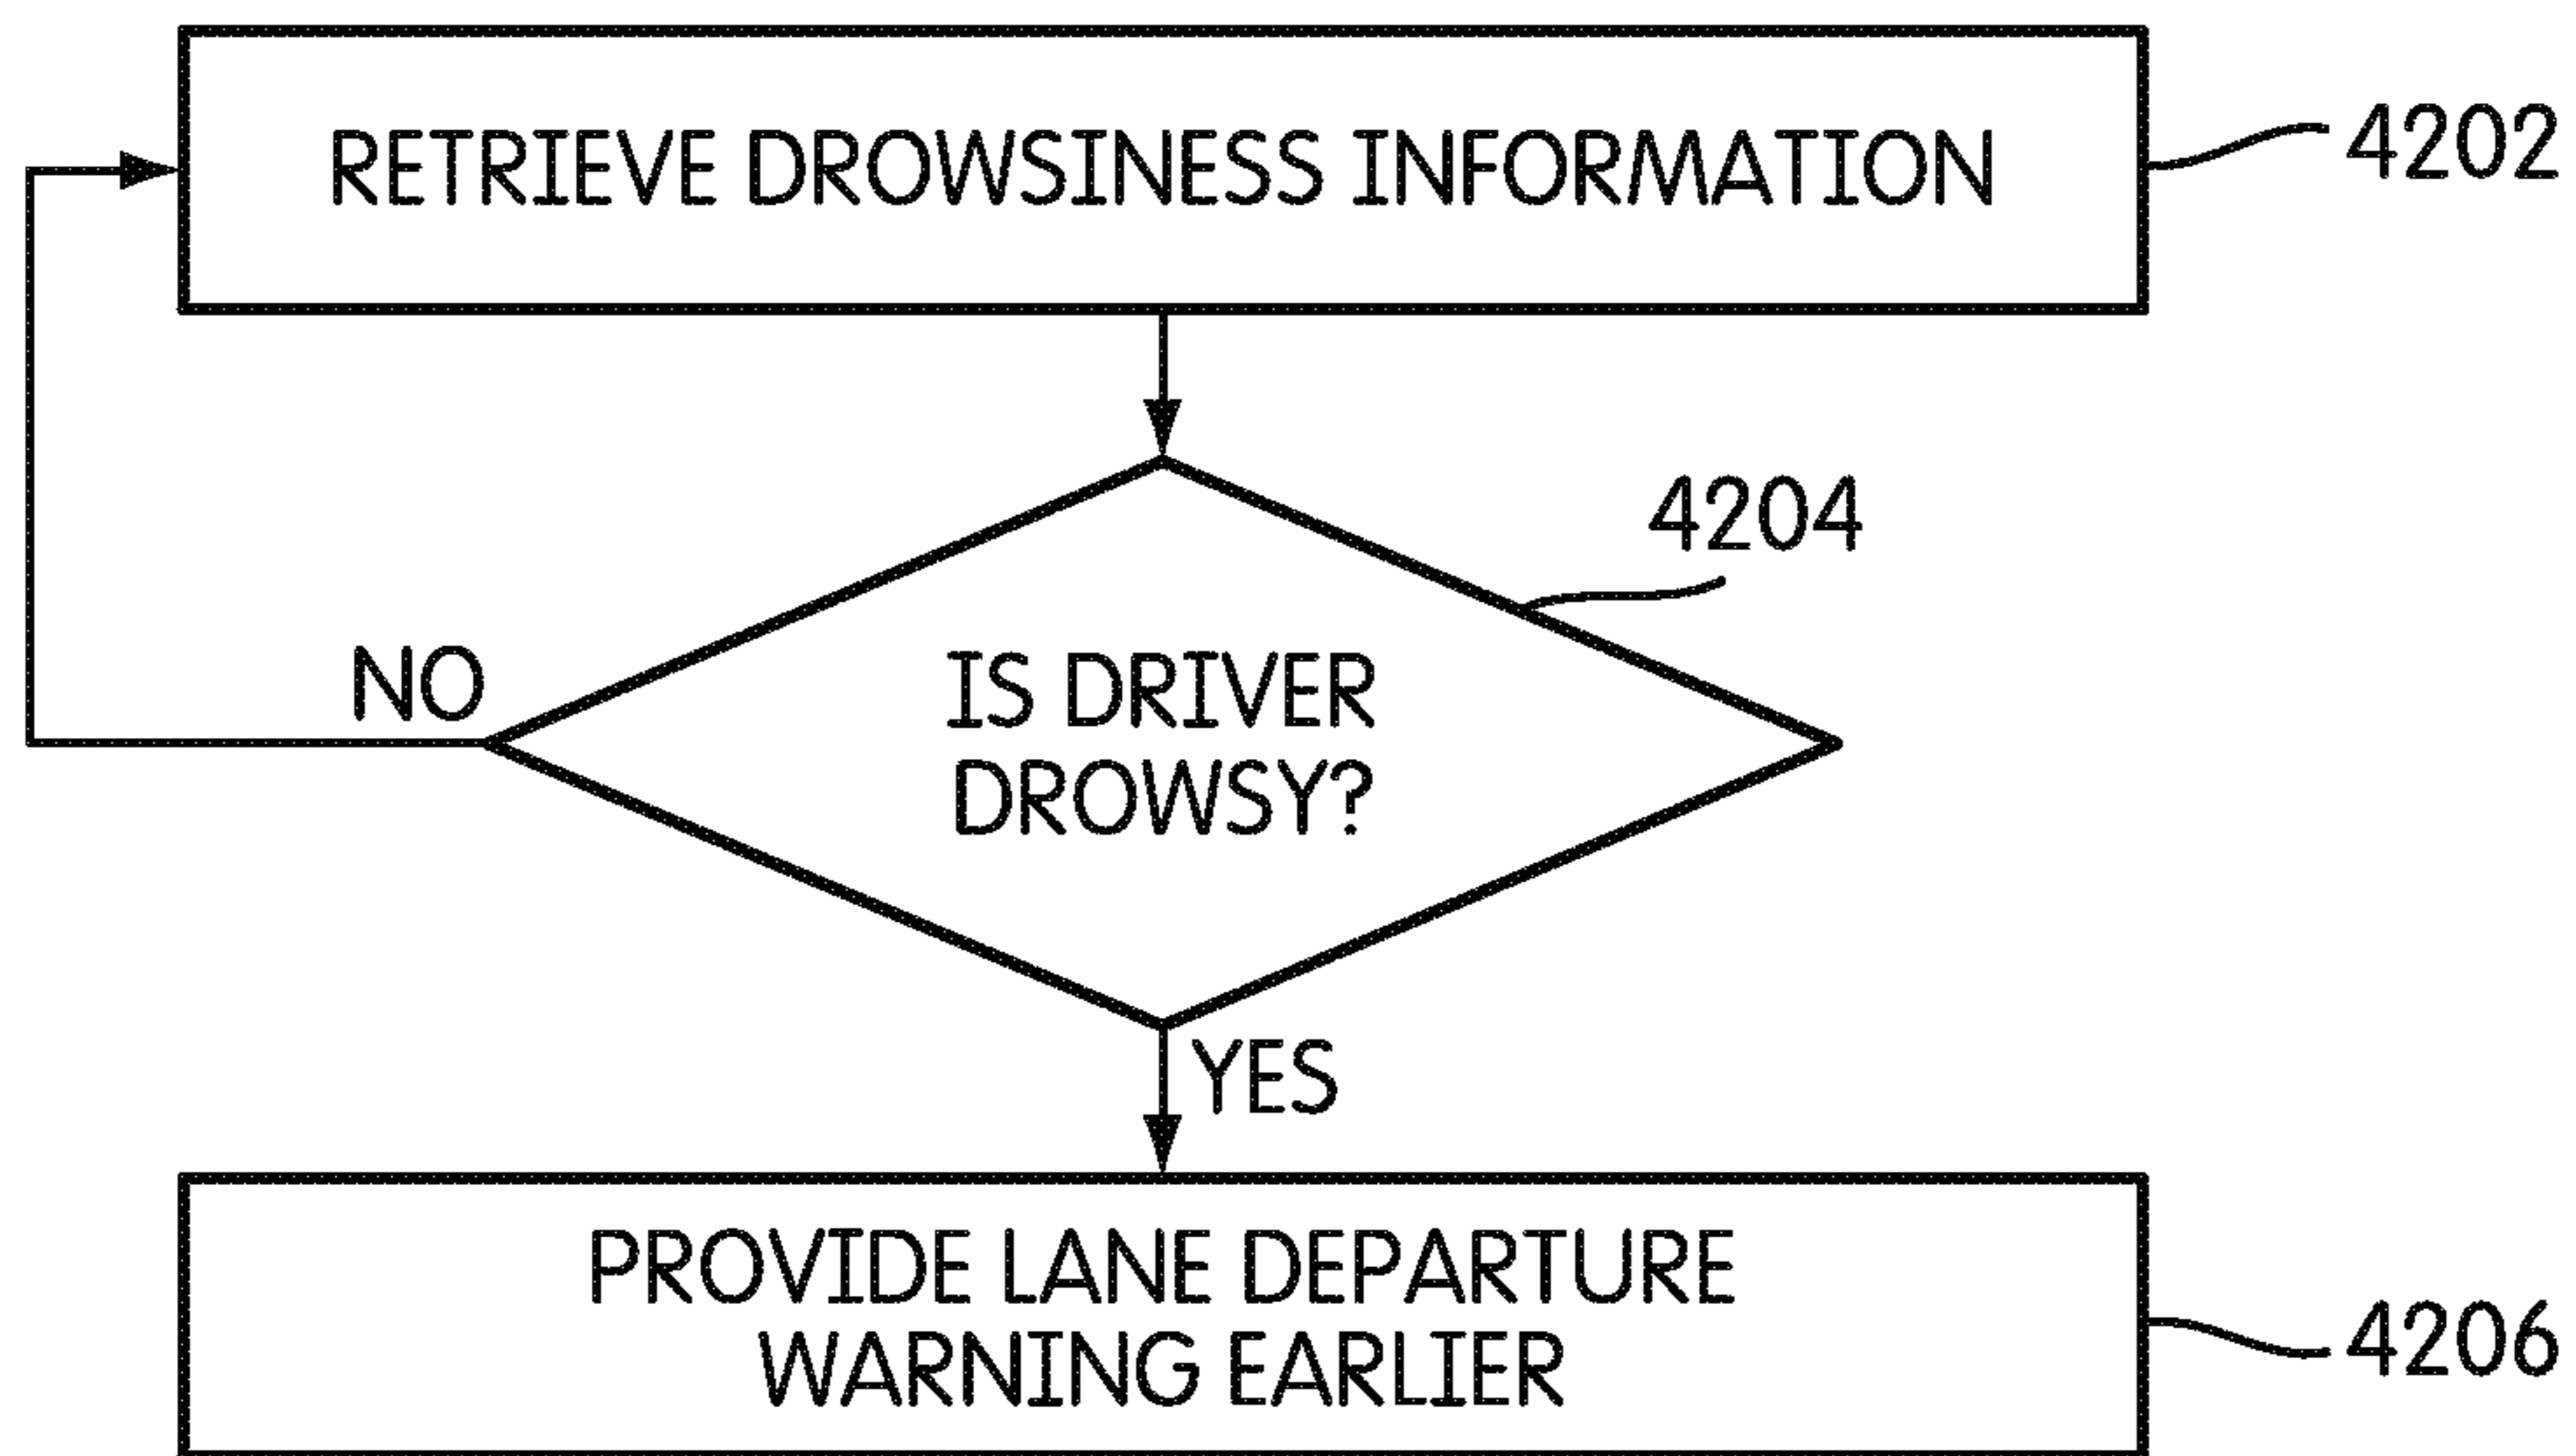 RETRIEVE DROWSINESS INFORMATION
4202
4204
NO
IS DRIVER
DROWSY?
YES
PROVIDE LANE DEPARTURE
WARNING EARLIER
4206